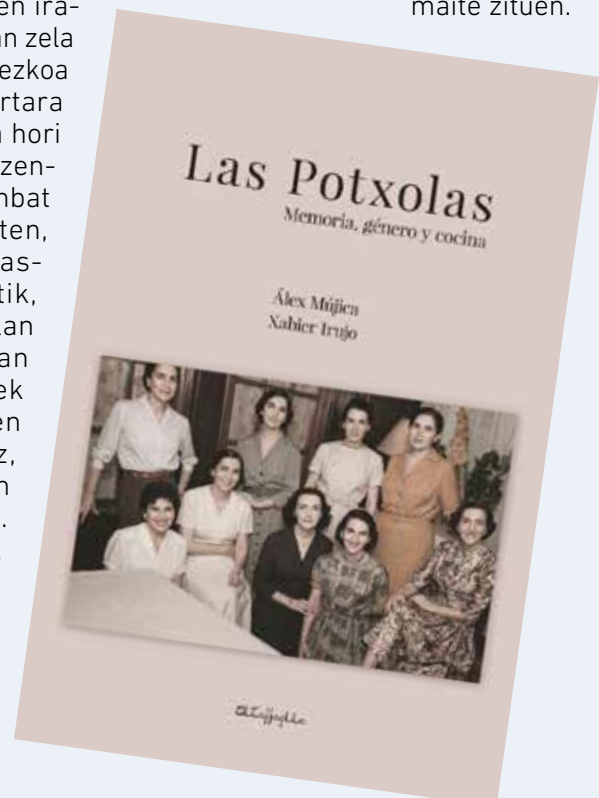 en ira-
an zela
ezkoa
rtara
hori
zen-
bat
ten,
as-
tik,
an
an
ek
en
z,
n
.
maite zituen.
Las Potxolas
Memoria, género y cocina
Álex Mújica
Xabier Irujo